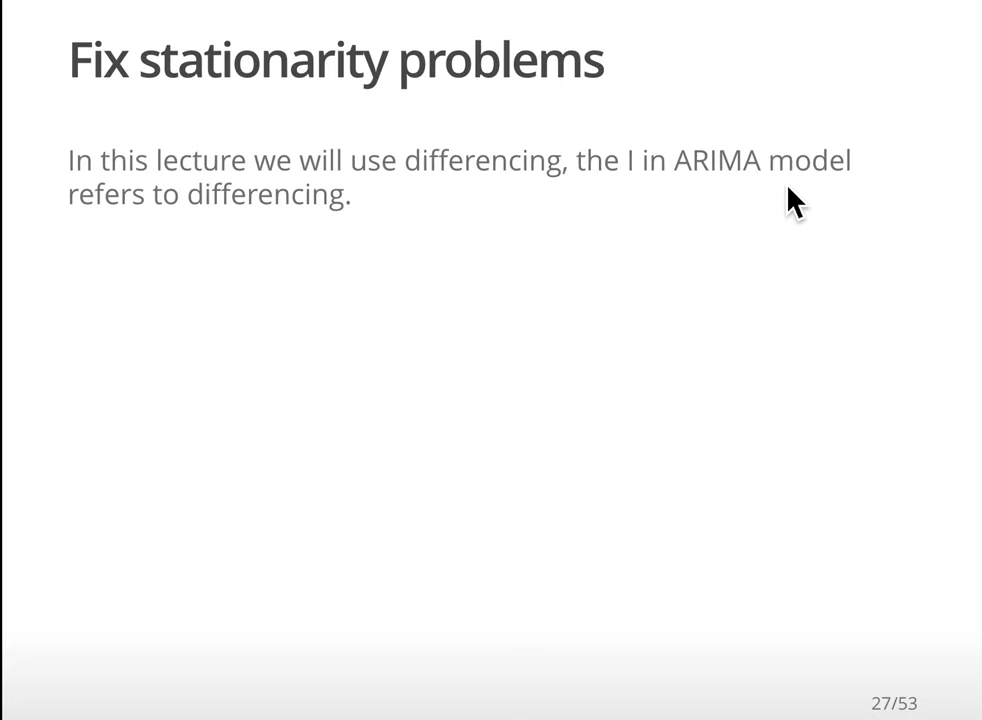 Fix stationarity problems
In this lecture we will use differencing, the I in ARIMA model
refers to differencing.
27/53